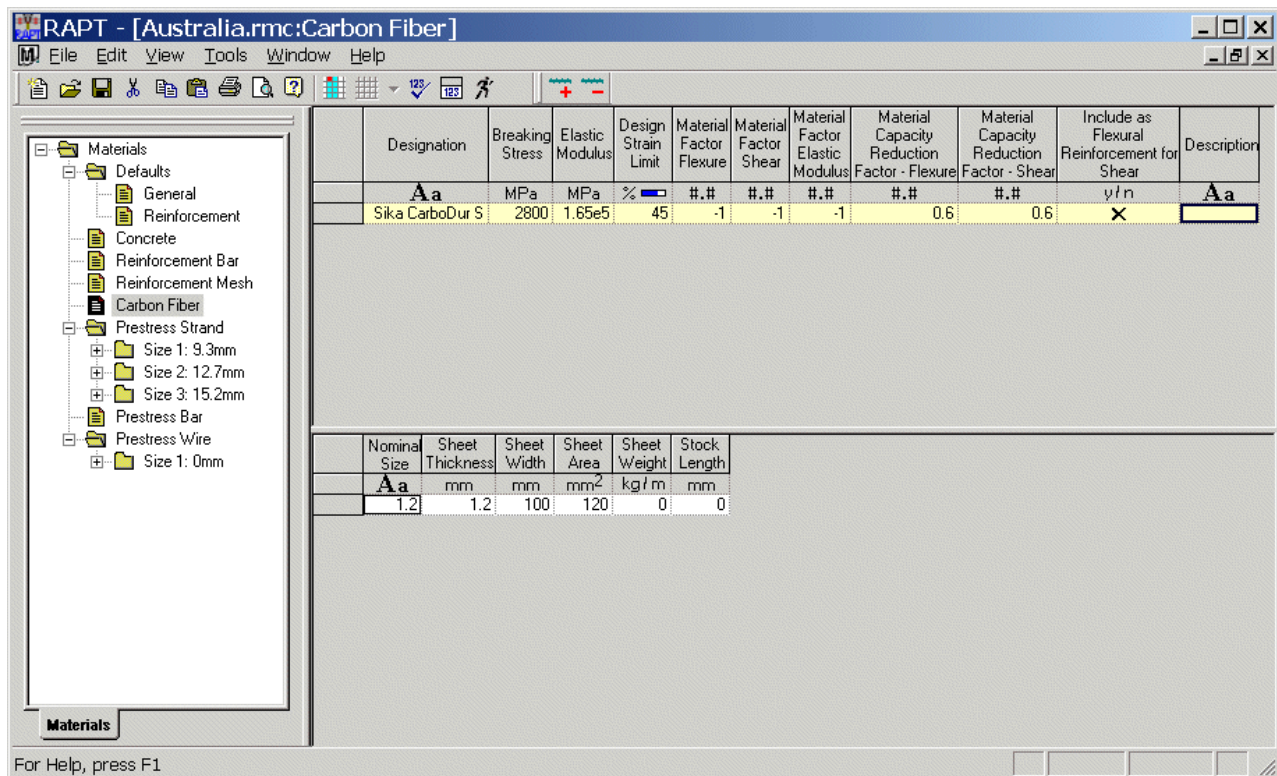 RAPT - [Australia.rmc:Carbon Fiber]
File Edit View Tools Window Help
Materials
Defaults
General
Reinforcement
Concrete
Reinforcement Bar
Reinforcement Mesh
Carbon Fiber
Prestress Strand
Size 1: 9.3mm
Size 2: 12.7mm
Size 3: 15.2mm
Prestress Bar
Prestress Wire
Size 1: 0mm
Materials
Designation Breaking Stress Elastic Modulus Design Strain Limit Material Factor Flexure Material Factor Shear Material Factor Elastic Modulus Material Capacity Reduction Factor - Flexure Material Capacity Reduction Factor - Shear Include as Flexural Reinforcement for Shear Description
Aa MPa MPa % #.# #.# #.# #.# #.# y/n Aa
Sika CarboDur S 2800 1.65e5 45 -1 -1 -1 0.6 0.6 X
Nominal Size Sheet Thickness Sheet Width Sheet Area Sheet Weight Stock Length
Aa mm mm mm2 kg/m mm
1.2 1.2 100 120 0 0
For Help, press F1